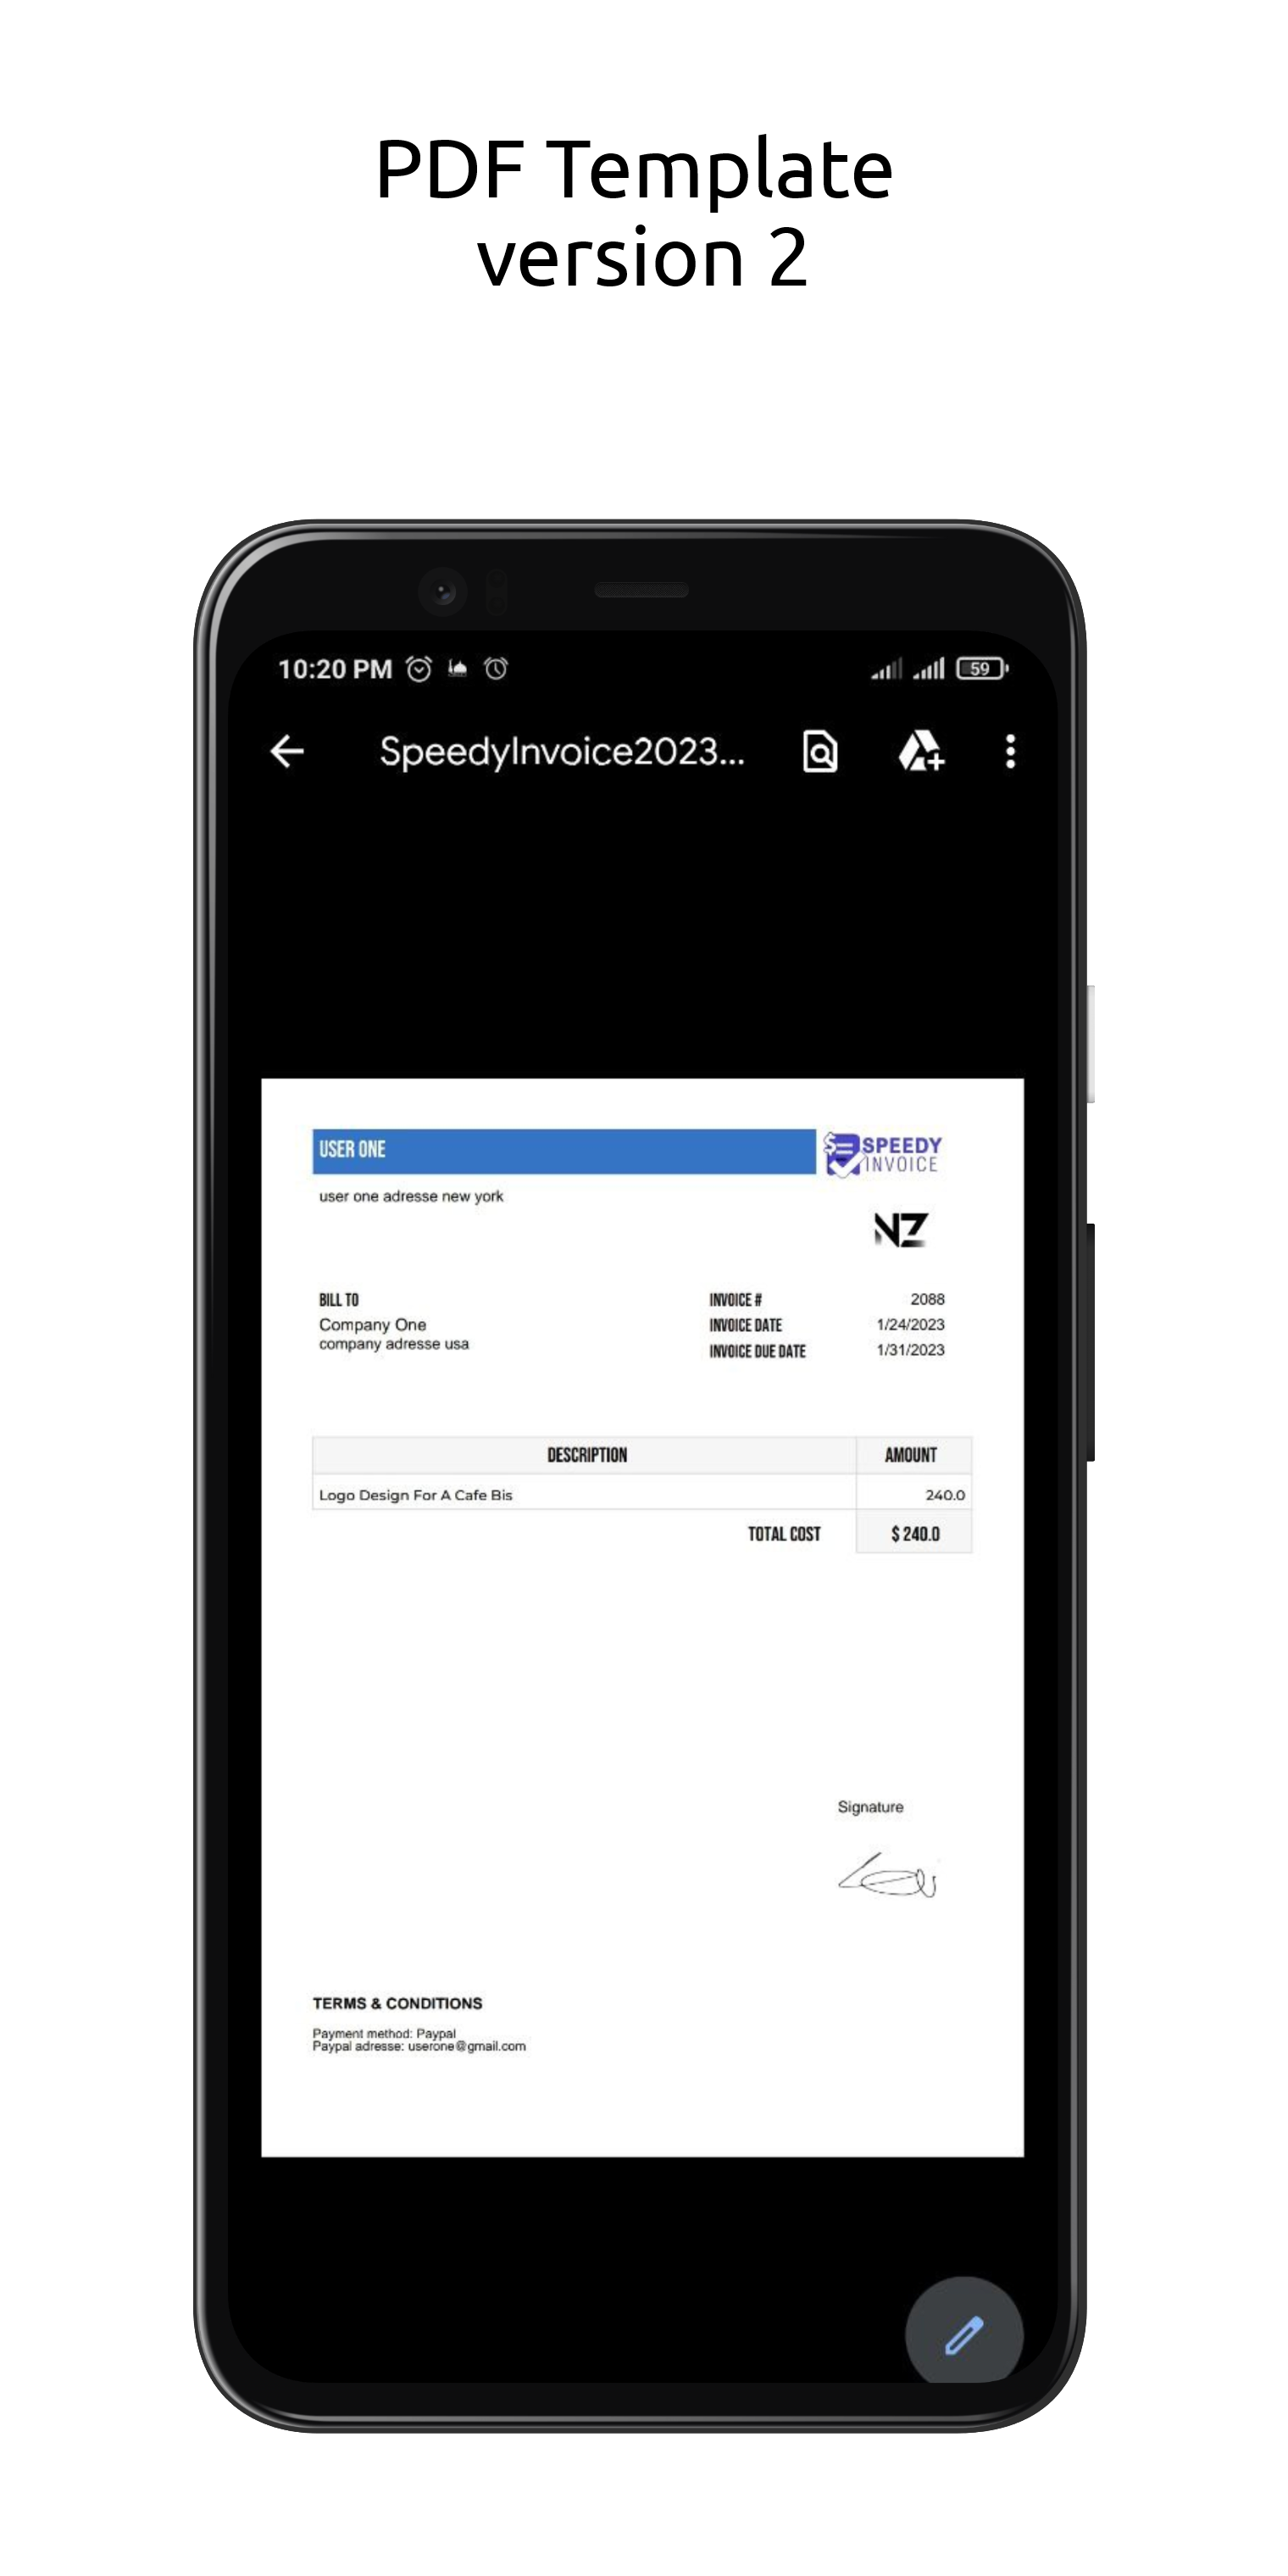 PDF Template
version 2
10:20 PM 59
SpeedyInvoice2023...
USER ONE
SPEEDY
INVOICE
user one adresse new york
NZ
BILL TO
Company One
company adresse usa
INVOICE # 2088
INVOICE DATE 1/24/2023
INVOICE DUE DATE 1/31/2023
DESCRIPTION AMOUNT
Logo Design For A Cafe Bis 240.0
TOTAL COST $ 240.0
Signature
TERMS & CONDITIONS
Payment method: Paypal
Paypal adresse: userone@gmail.com